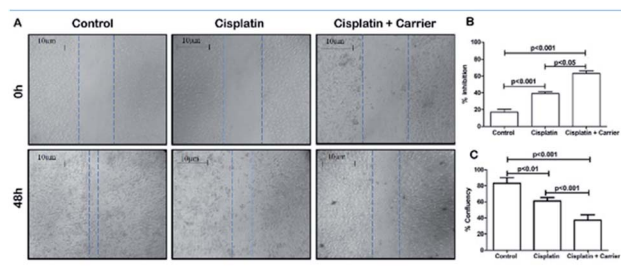 A
Control
Cisplatin
Cisplatin + Carrier
0h
10μm
10μm
10μm
48h
10μm
10μm
10μm
B
% Inhibition
100
80
60
40
20
0
p<0.001
p<0.05
p<0.001
Control
Cisplatin
Cisplatin + Carrier
C
% Confluency
100
80
60
40
20
0
p<0.001
p<0.01
p<0.001
Control
Cisplatin
Cisplatin + Carrier